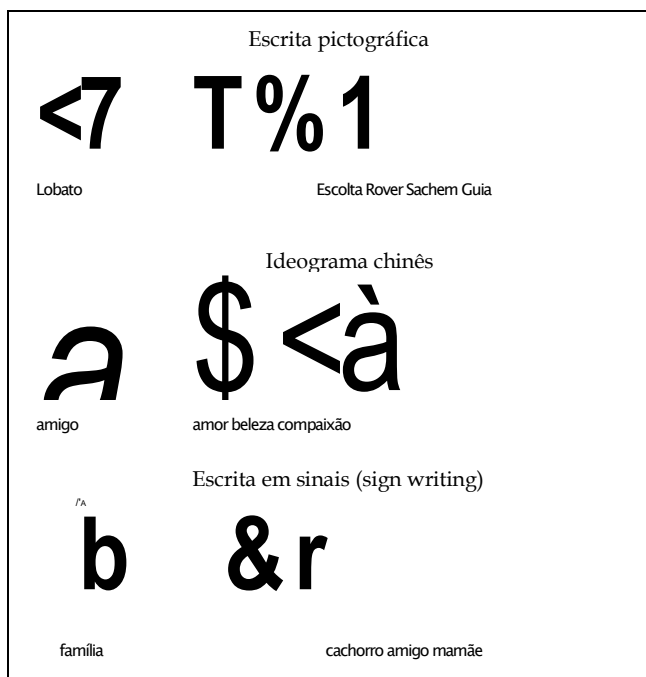 Escrita pictográfica
<7 T % 1
Lobato Escolta Rover Sachem Guia
Ideograma chinês
a $ <à
amigo amor beleza compaixão
Escrita em sinais (sign writing)
/*A
b & r
família cachorro amigo mamãe